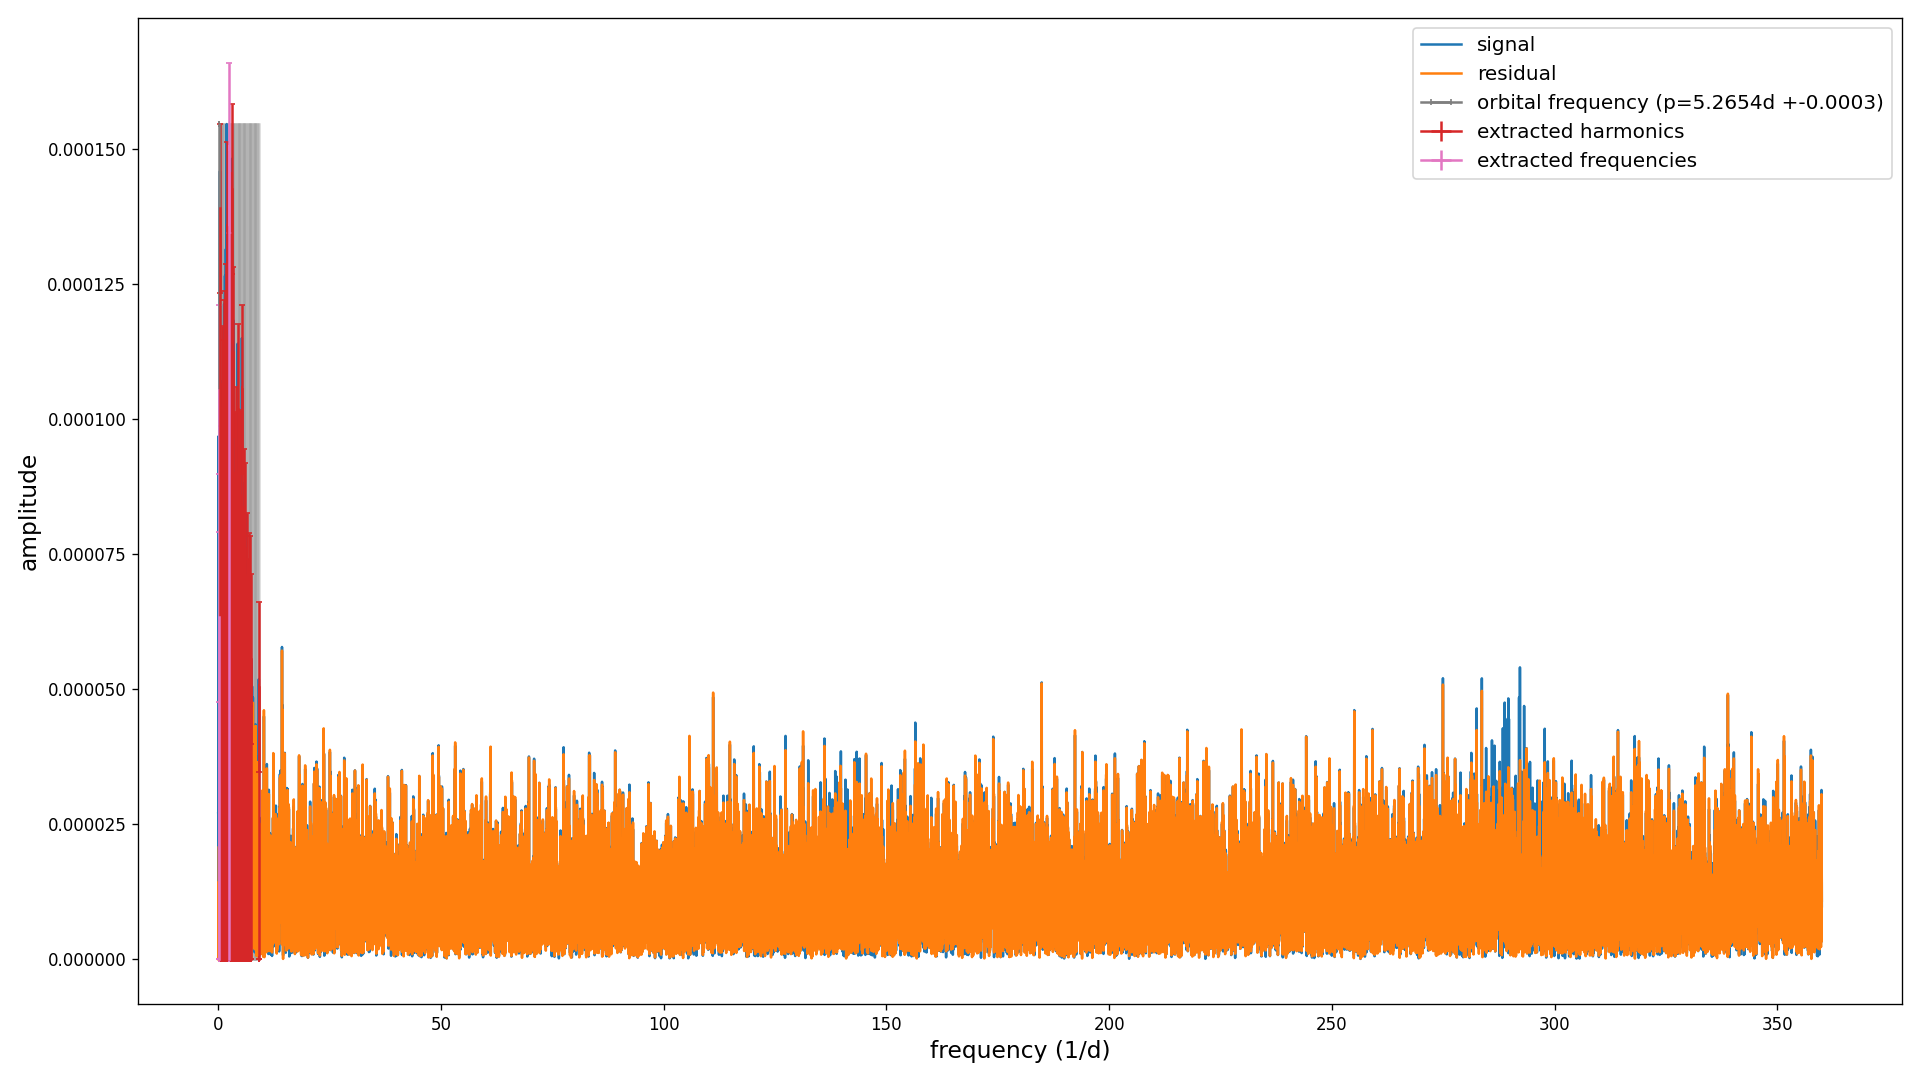 signal
residual
orbital frequency (p=5.2654d +-0.0003)
extracted harmonics
extracted frequencies
amplitude
0.000150
0.000125
0.000100
0.000075
0.000050
0.000025
0.000000
0 50 100 150 200 250 300 350
frequency (1/d)